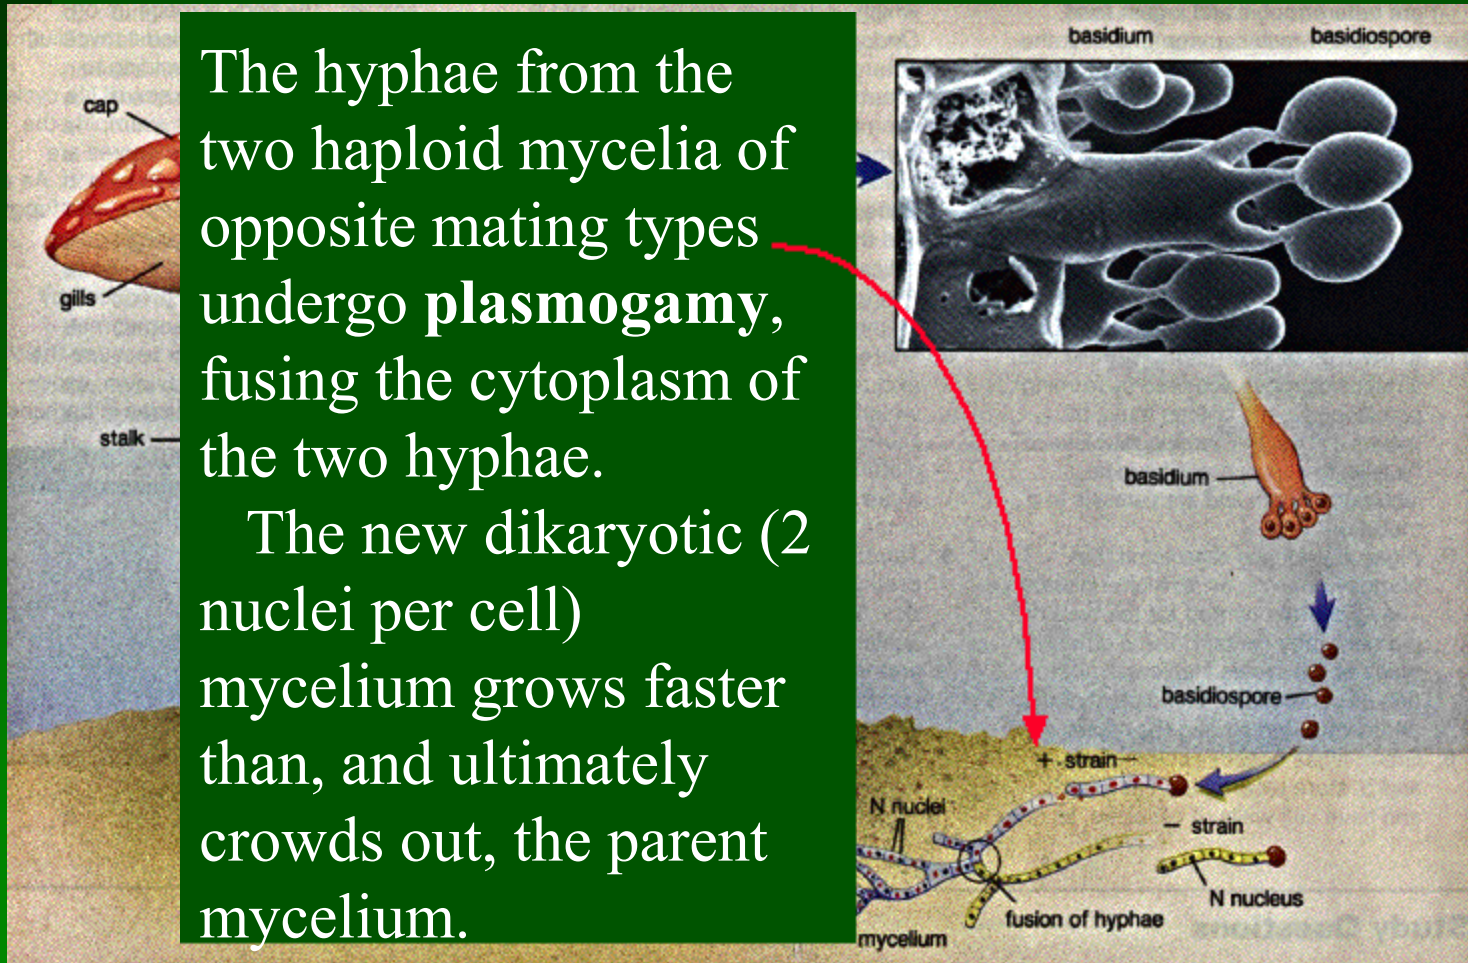 basidium
basidiospore
cap
gills
stalk
The hyphae from the
two haploid mycelia of
opposite mating types
undergo plasmogamy,
fusing the cytoplasm of
the two hyphae.
The new dikaryotic (2
nuclei per cell)
mycelium grows faster
than, and ultimately
crowds out, the parent
mycelium.
basidium
basidiospore
+ strain
N nuclei
− strain
N nucleus
fusion of hyphae
mycelium
Study Questions